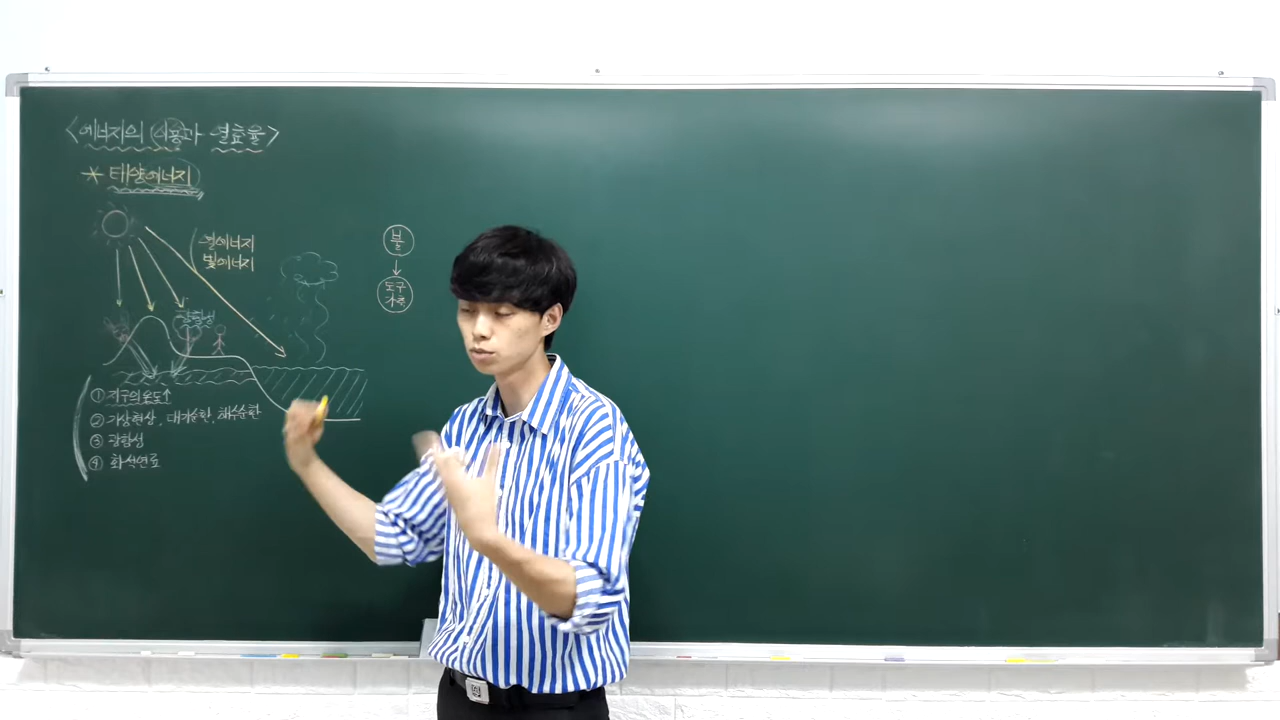 <에너지의 이용과 열효율>
* 태양에너지
열에너지
빛에너지
불
도구
가축
광합성
① 지구의 온도↑
② 기상현상, 대기순환, 해수순환
③ 광합성
④ 화석연료